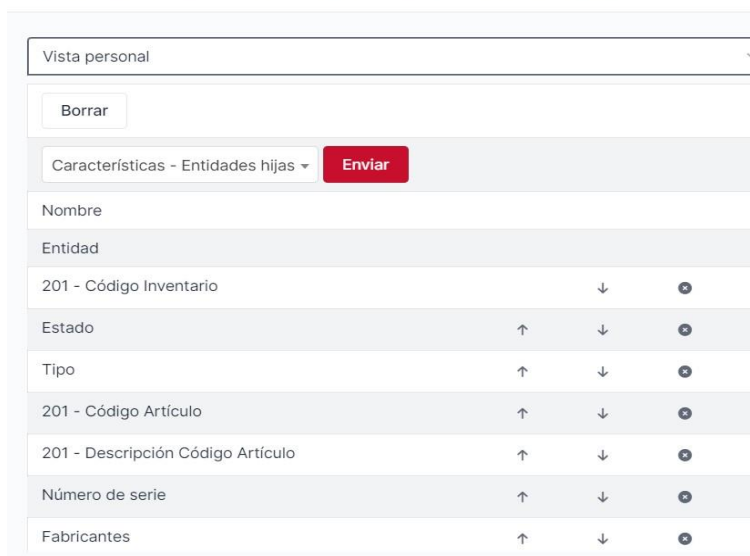 Vista personal
Borrar
Características - Entidades hijas Enviar
Nombre
Entidad
201 - Código Inventario
Estado
Tipo
201 - Código Artículo
201 - Descripción Código Artículo
Número de serie
Fabricantes